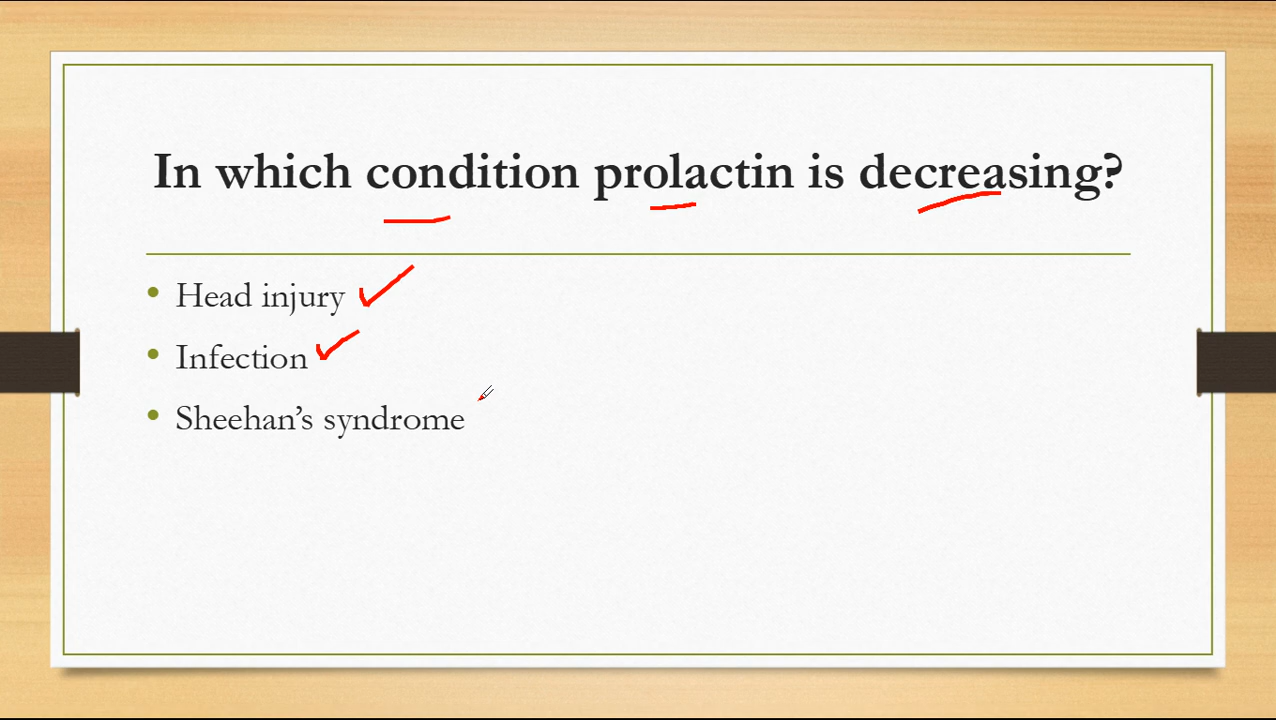 In which condition prolactin is decreasing?
• Head injury
• Infection
• Sheehan’s syndrome